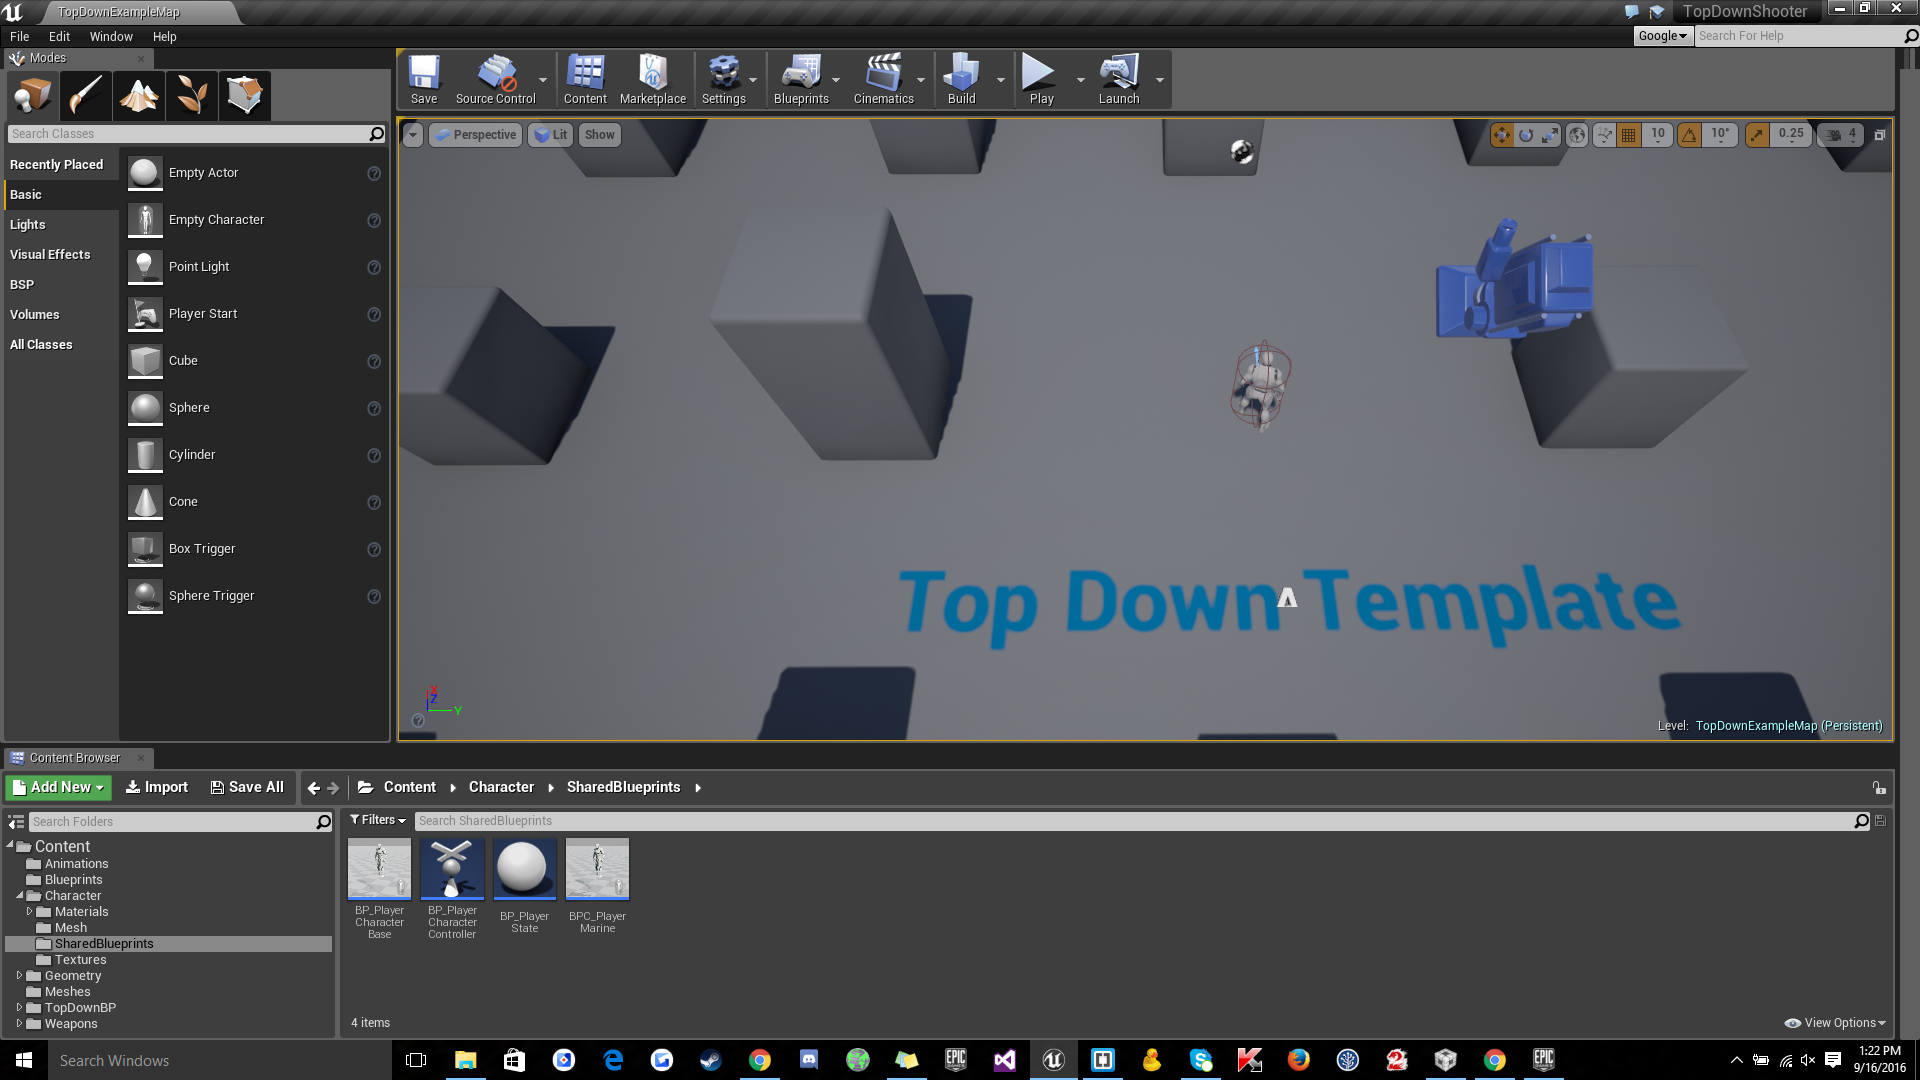 TopDownExampleMap
TopDownShooter
File Edit Window Help
Google Search For Help
Modes
Save Source Control Content Marketplace Settings Blueprints Cinematics Build Play Launch
Search Classes
Perspective Lit Show
10 10° 0.25 4
Recently Placed
Basic
Lights
Visual Effects
BSP
Volumes
All Classes
Empty Actor
Empty Character
Point Light
Player Start
Cube
Sphere
Cylinder
Cone
Box Trigger
Sphere Trigger
Top Down Template
X
Z
Y
Level: TopDownExampleMap (Persistent)
Content Browser
Add New Import Save All Content Character SharedBlueprints
Search Folders
Filters Search SharedBlueprints
Content
Animations
Blueprints
Character
Materials
Mesh
SharedBlueprints
Textures
Geometry
Meshes
TopDownBP
Weapons
BP_Player
Character
Base
BP_Player
Character
Controller
BP_Player
State
BPC_Player
Marine
4 items
View Options
Search Windows
EPIC
GAMES
EPIC
GAMES
1:22 PM
9/16/2016